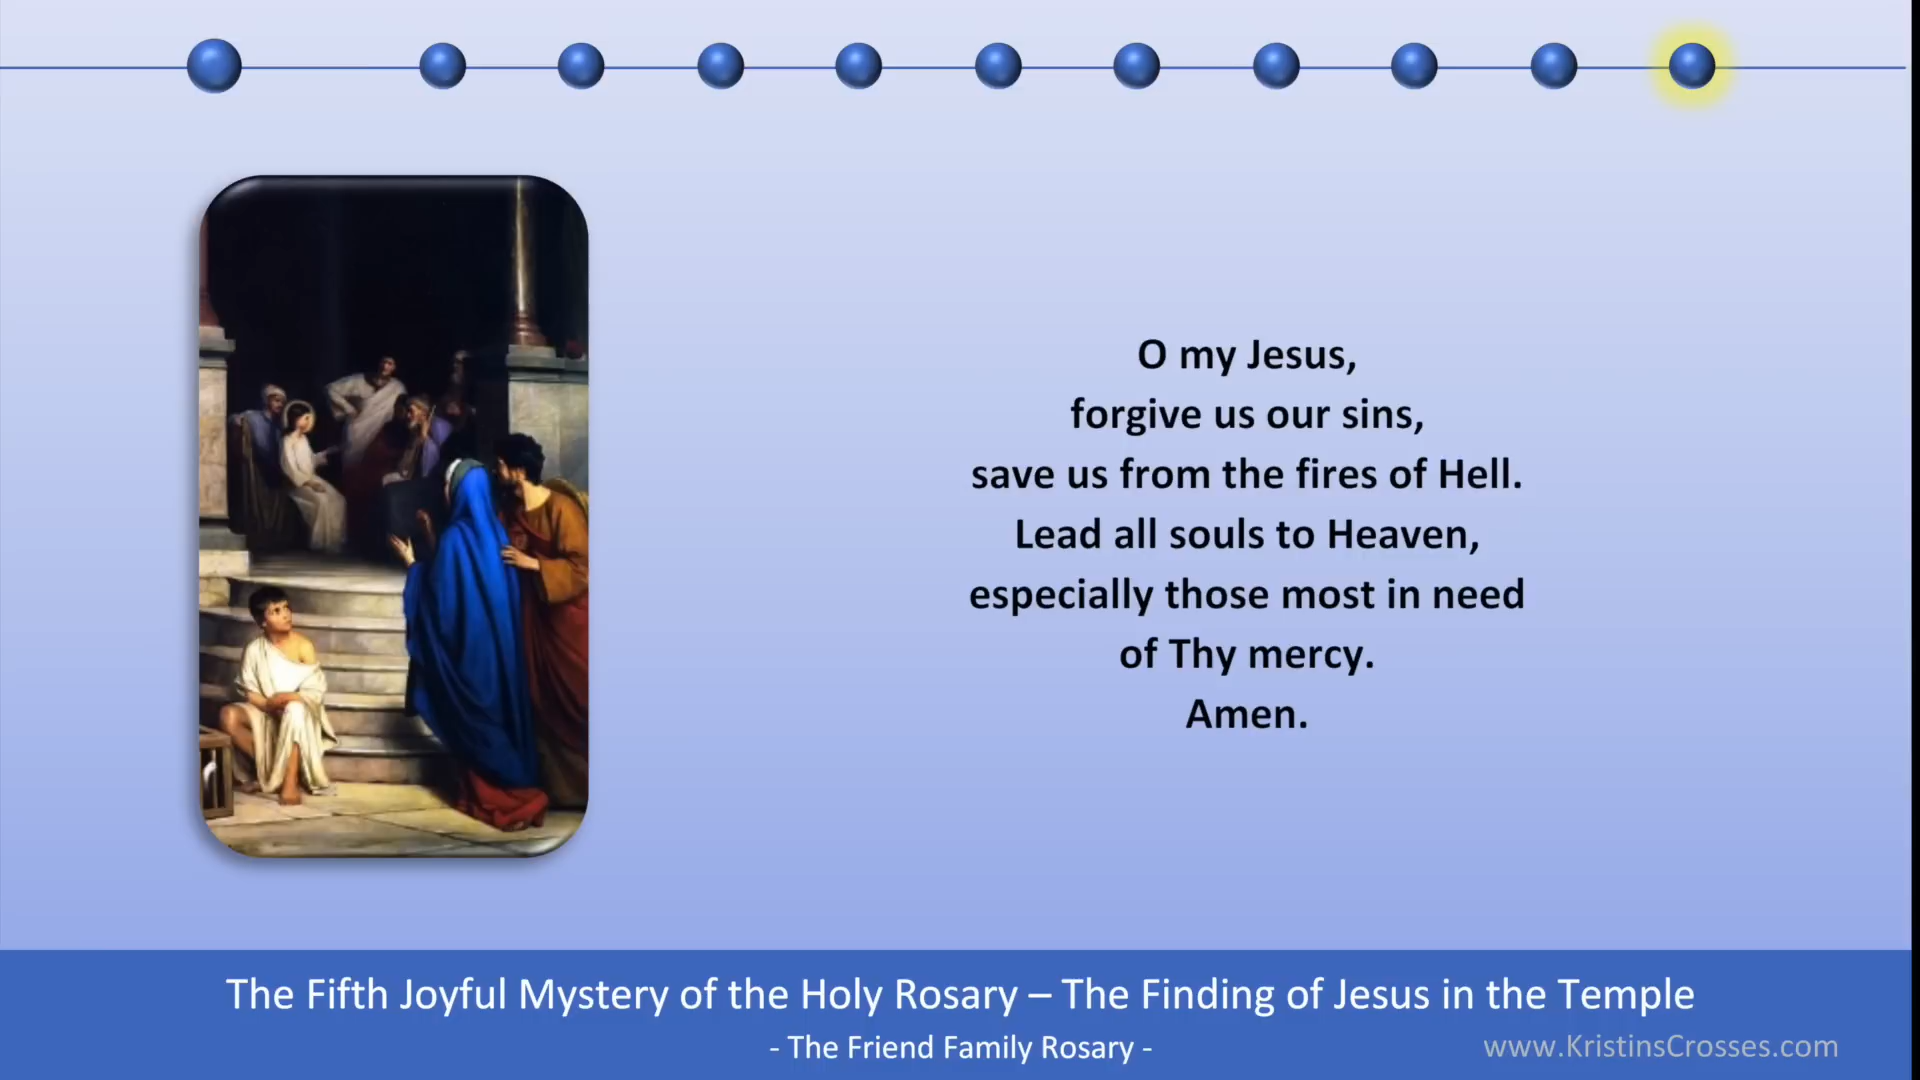 O my Jesus,
forgive us our sins,
save us from the fires of Hell.
Lead all souls to Heaven,
especially those most in need
of Thy mercy.
Amen.
The Fifth Joyful Mystery of the Holy Rosary – The Finding of Jesus in the Temple
- The Friend Family Rosary -
www.KristinsCrosses.com